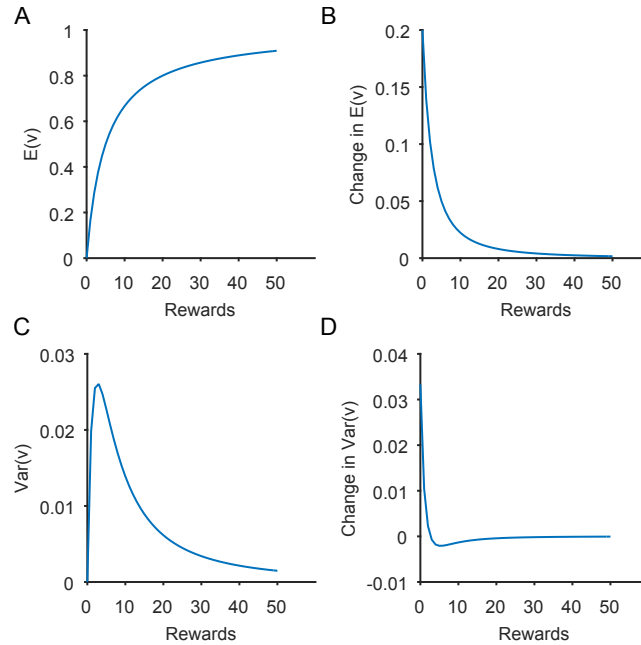 A
1
0.8
0.6
0.4
0.2
0
E(v)
0 10 20 30 40 50
Rewards
B
0.2
0.15
0.1
0.05
0
Change in E(v)
0 10 20 30 40 50
Rewards
C
0.03
0.02
0.01
0
Var(v)
0 10 20 30 40 50
Rewards
D
0.04
0.03
0.02
0.01
0
-0.01
Change in Var(v)
0 10 20 30 40 50
Rewards